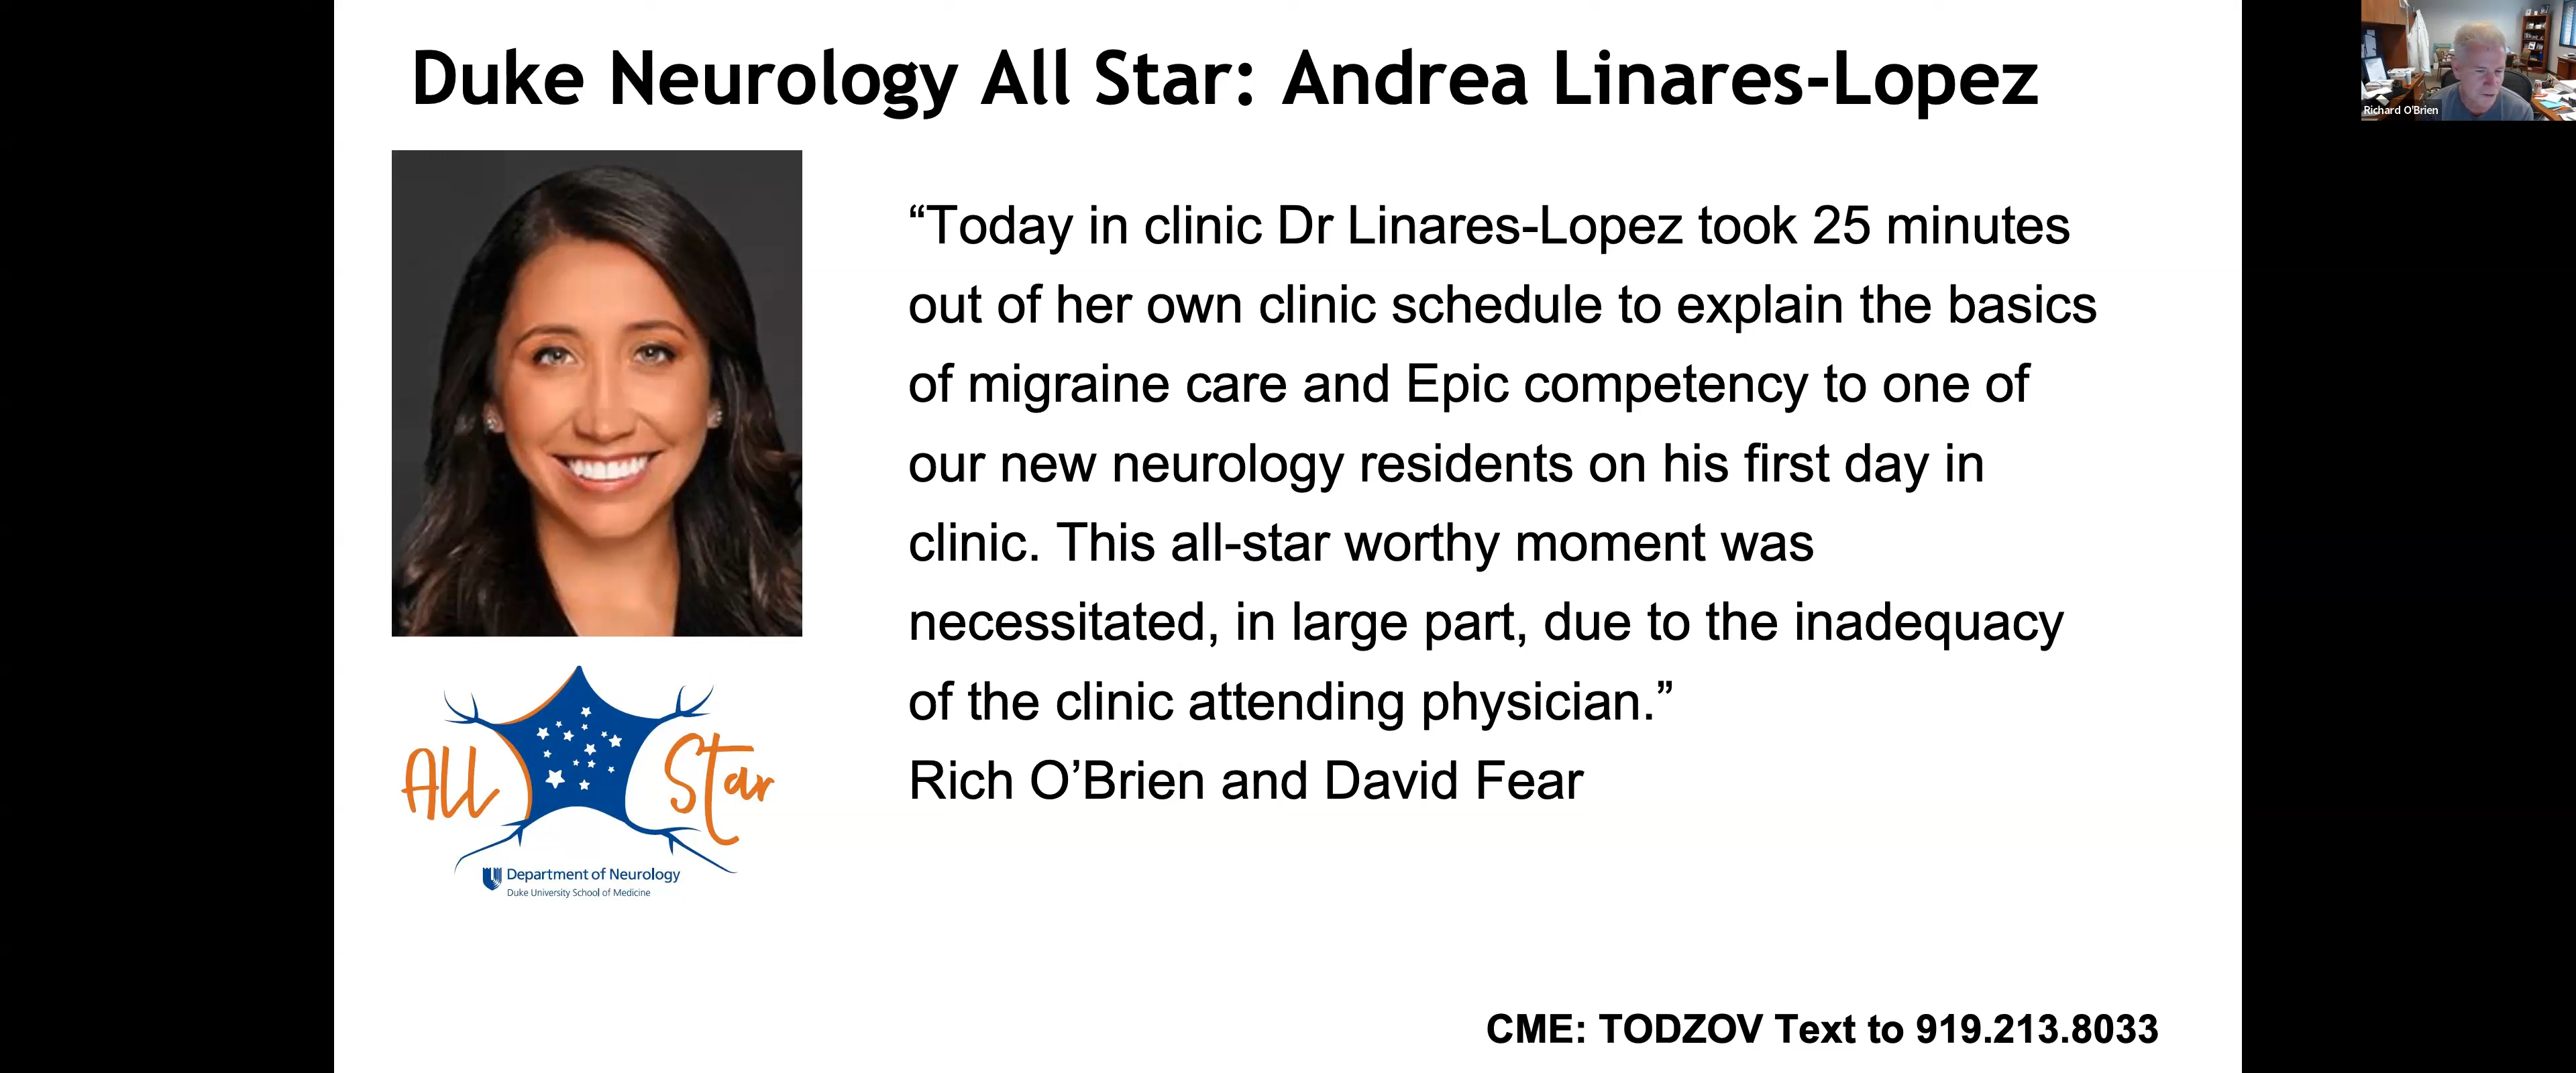 Duke Neurology All Star: Andrea Linares-Lopez
Richard O'Brien
“Today in clinic Dr Linares-Lopez took 25 minutes
out of her own clinic schedule to explain the basics
of migraine care and Epic competency to one of
our new neurology residents on his first day in
clinic. This all-star worthy moment was
necessitated, in large part, due to the inadequacy
of the clinic attending physician.”
Rich O’Brien and David Fear
All Star
Department of Neurology
Duke University School of Medicine
CME: TODZOV Text to 919.213.8033